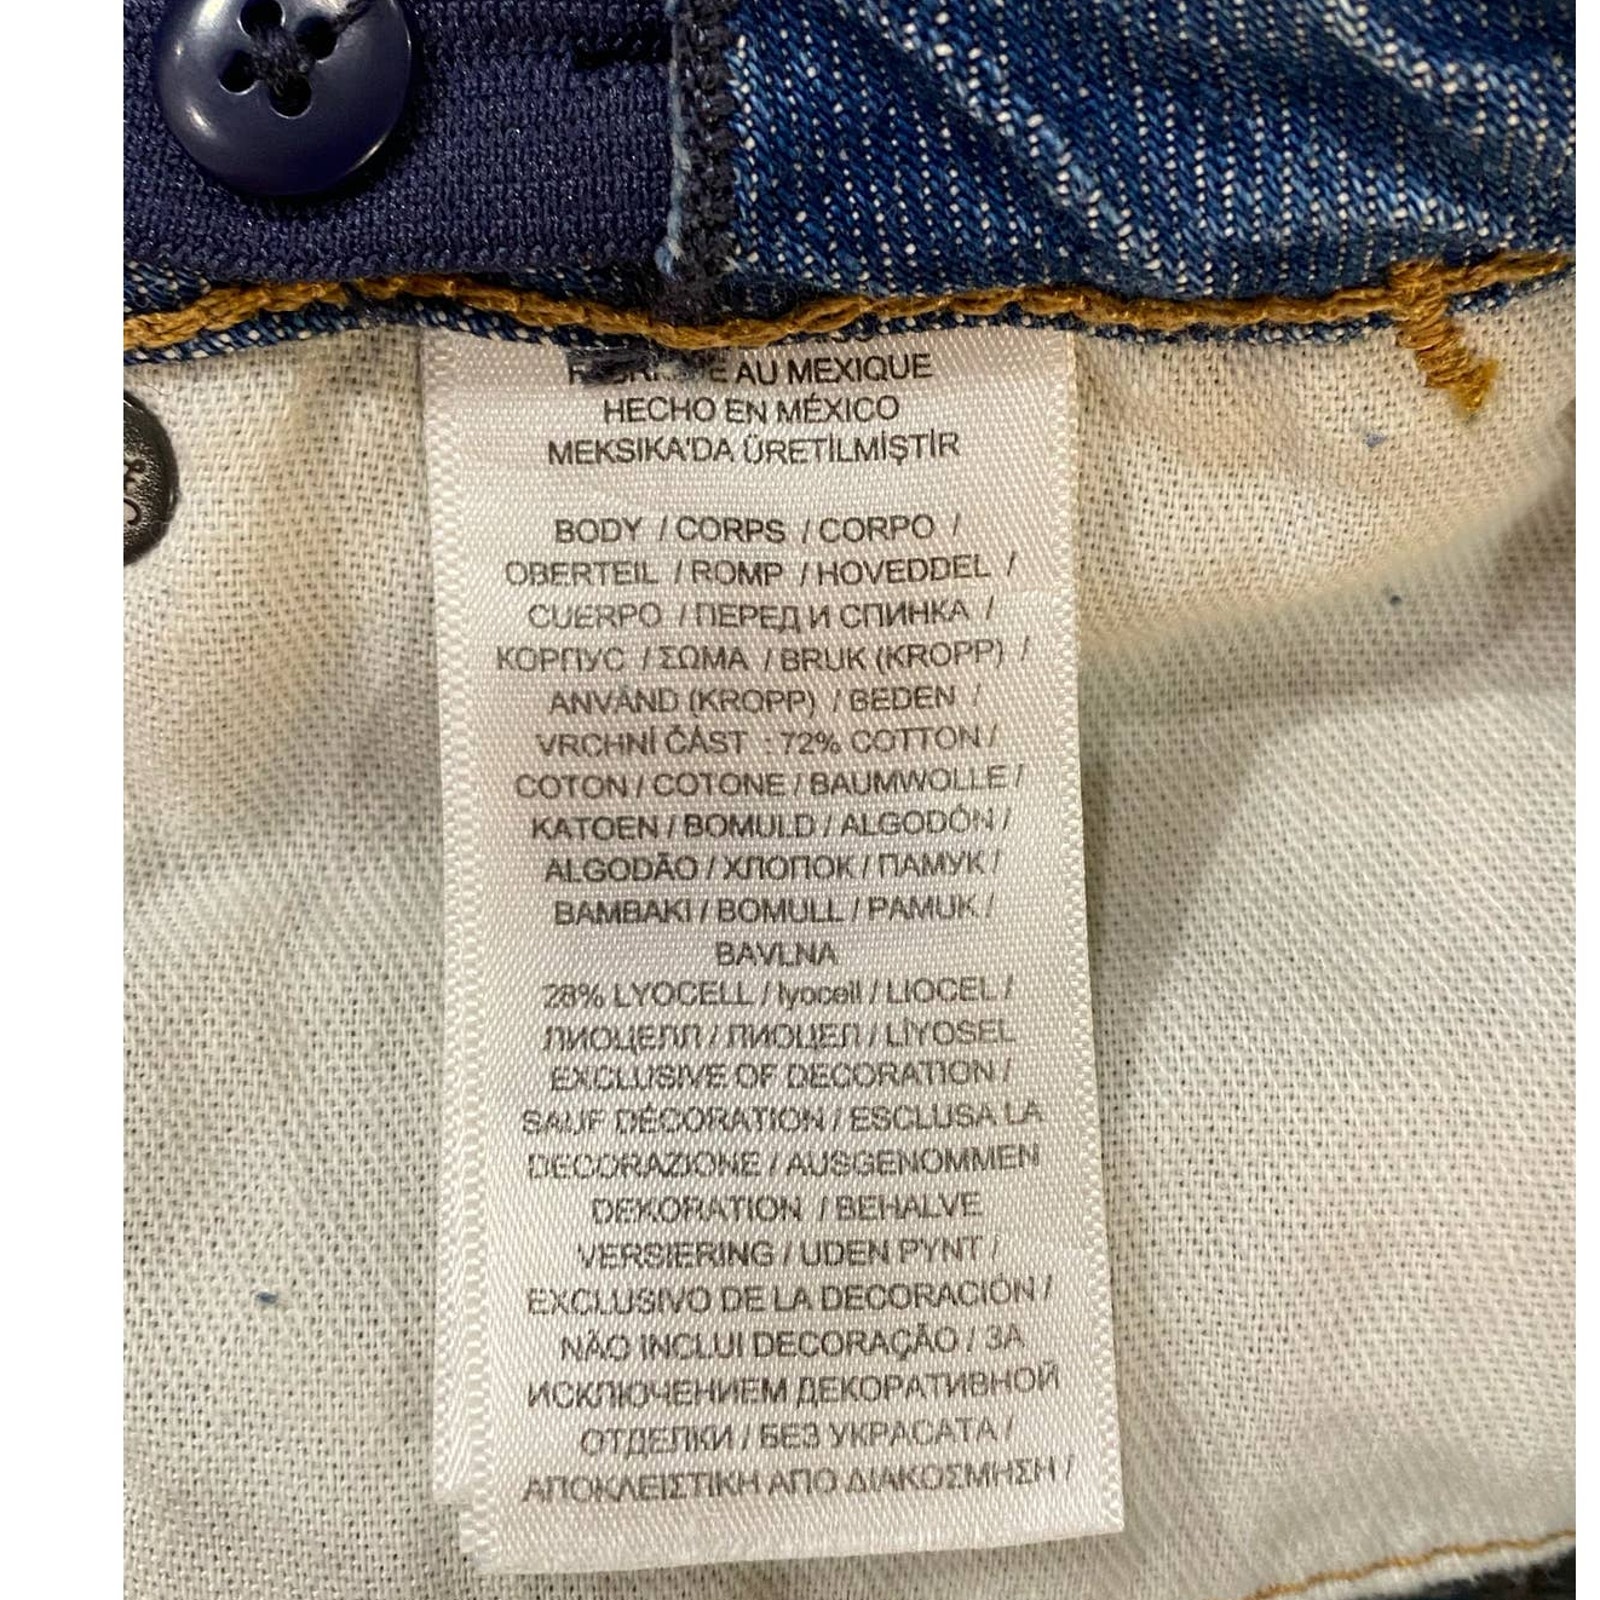 AU MEXIQUE
HECHO EN MÉXICO
MEKSIKA'DA ÜRETİLMİŞTİR
BODY / CORPS / CORPO /
OBERTEIL / ROMP / HOVEDDEL /
CUERPO / ПЕРЕД И СПИНКА /
КОРПУС / ΣΩΜΑ / BRUK (KROPP) /
ANVÄND (KROPP) / BEDEN /
VRCHNÍ ČÁST : 72% COTTON /
COTON / COTONE / BAUMWOLLE /
KATOEN / BOMULD / ALGODÓN /
ALGODÃO / ХЛОПОК / ПАМУК /
BAMBAKI / BOMULL / PAMUK /
BAVLNA
28% LYOCELL / lyocell / LIOCEL /
ЛИОЦЕЛЛ / ЛИОЦЕЛ / LİYOSEL
EXCLUSIVE OF DECORATION /
SAUF DÉCORATION / ESCLUSA LA
DECORAZIONE / AUSGENOMMEN
DEKORATION / BEHALVE
VERSIERING / UDEN PYNT /
EXCLUSIVO DE LA DECORACIÓN /
NÃO INCLUI DECORAÇÃO / ЗА
ИСКЛЮЧЕНИЕМ ДЕКОРАТИВНОЙ
ОТДЕЛКИ / БЕЗ УКРАСАТА /
ΑΠΟΚΛΕΙΣΤΙΚΗ ΑΠΟ ΔΙΑΚΟΣΜΗΣΗ /